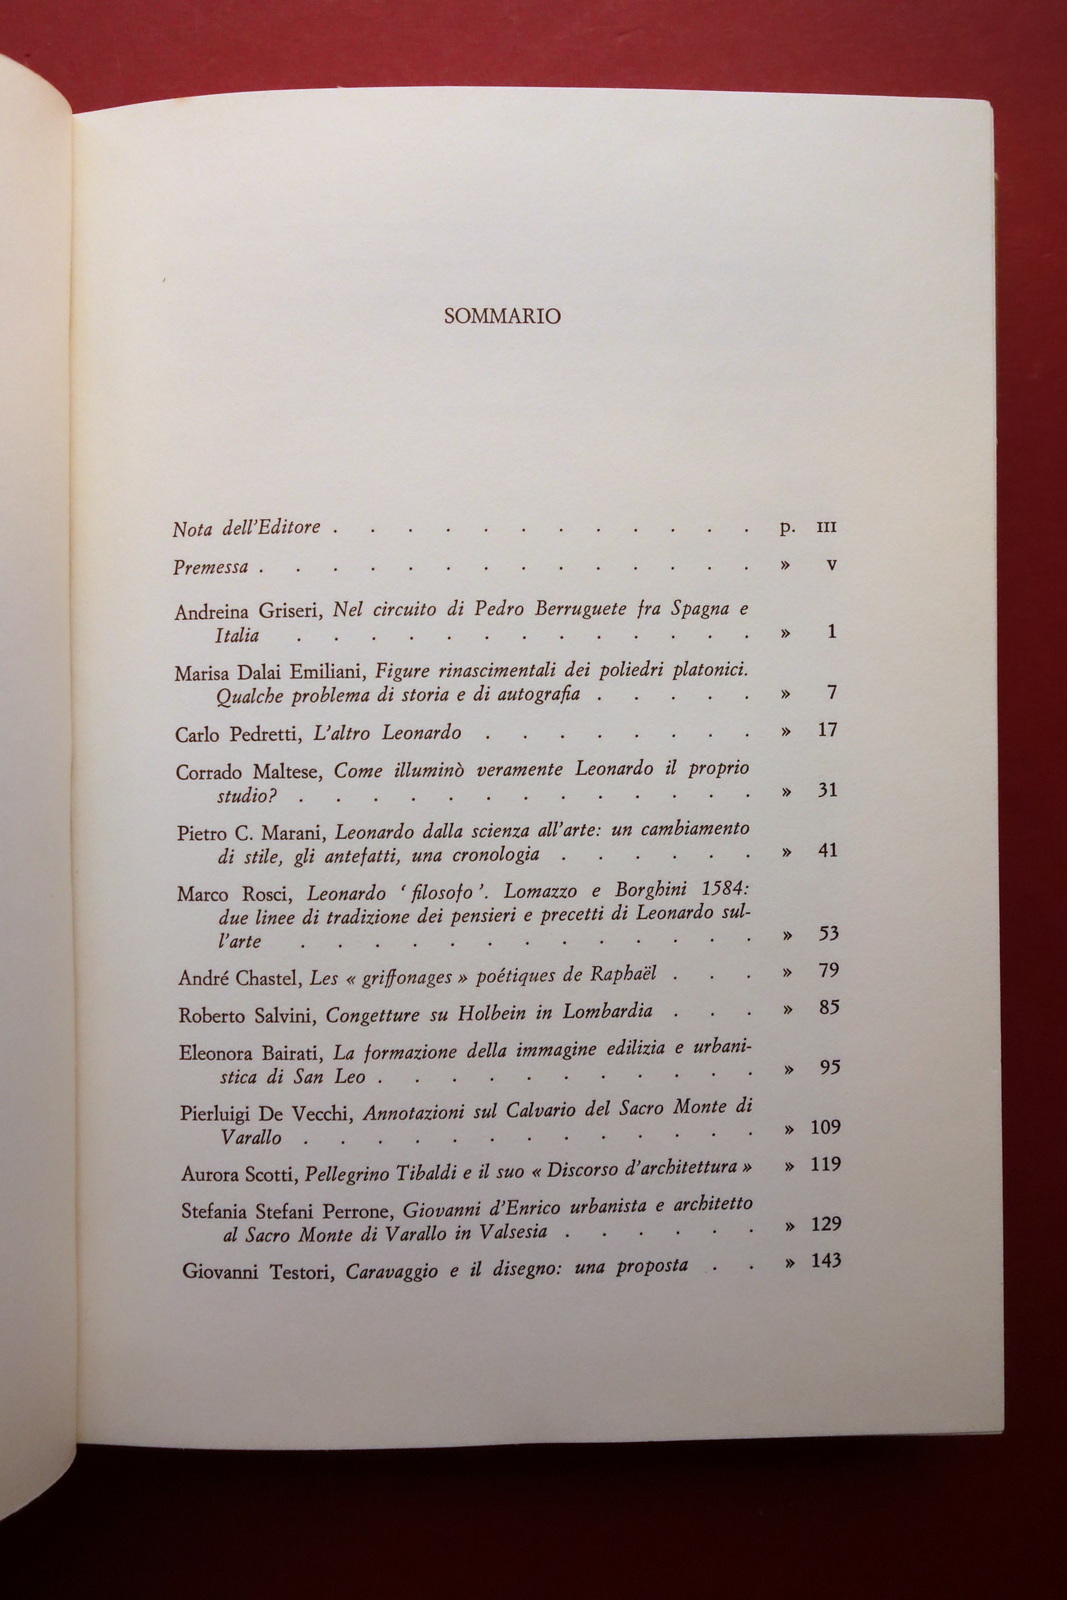 SOMMARIO
Nota dell'Editore . . . . . . . . . . . . p. III
Premessa . . . . . . . . . . . . . . » V
Andreina Griseri, Nel circuito di Pedro Berruguete fra Spagna e
Italia . . . . . . . . . . . . . » 1
Marisa Dalai Emiliani, Figure rinascimentali dei poliedri platonici.
Qualche problema di storia e di autografia . . . . . » 7
Carlo Pedretti, L'altro Leonardo . . . . . . . . » 17
Corrado Maltese, Come illuminò veramente Leonardo il proprio
studio? . . . . . . . . . . . . . » 31
Pietro C. Marani, Leonardo dalla scienza all'arte: un cambiamento
di stile, gli antefatti, una cronologia . . . . . . » 41
Marco Rosci, Leonardo ‘ filosofo ’. Lomazzo e Borghini 1584:
due linee di tradizione dei pensieri e precetti di Leonardo sul-
l'arte . . . . . . . . . . . . . » 53
André Chastel, Les « griffonages » poétiques de Raphaël . . . » 79
Roberto Salvini, Congetture su Holbein in Lombardia . . . » 85
Eleonora Bairati, La formazione della immagine edilizia e urbani-
stica di San Leo . . . . . . . . . . . » 95
Pierluigi De Vecchi, Annotazioni sul Calvario del Sacro Monte di
Varallo . . . . . . . . . . . . . » 109
Aurora Scotti, Pellegrino Tibaldi e il suo « Discorso d'architettura » » 119
Stefania Stefani Perrone, Giovanni d'Enrico urbanista e architetto
al Sacro Monte di Varallo in Valsesia . . . . . . » 129
Giovanni Testori, Caravaggio e il disegno: una proposta . . » 143